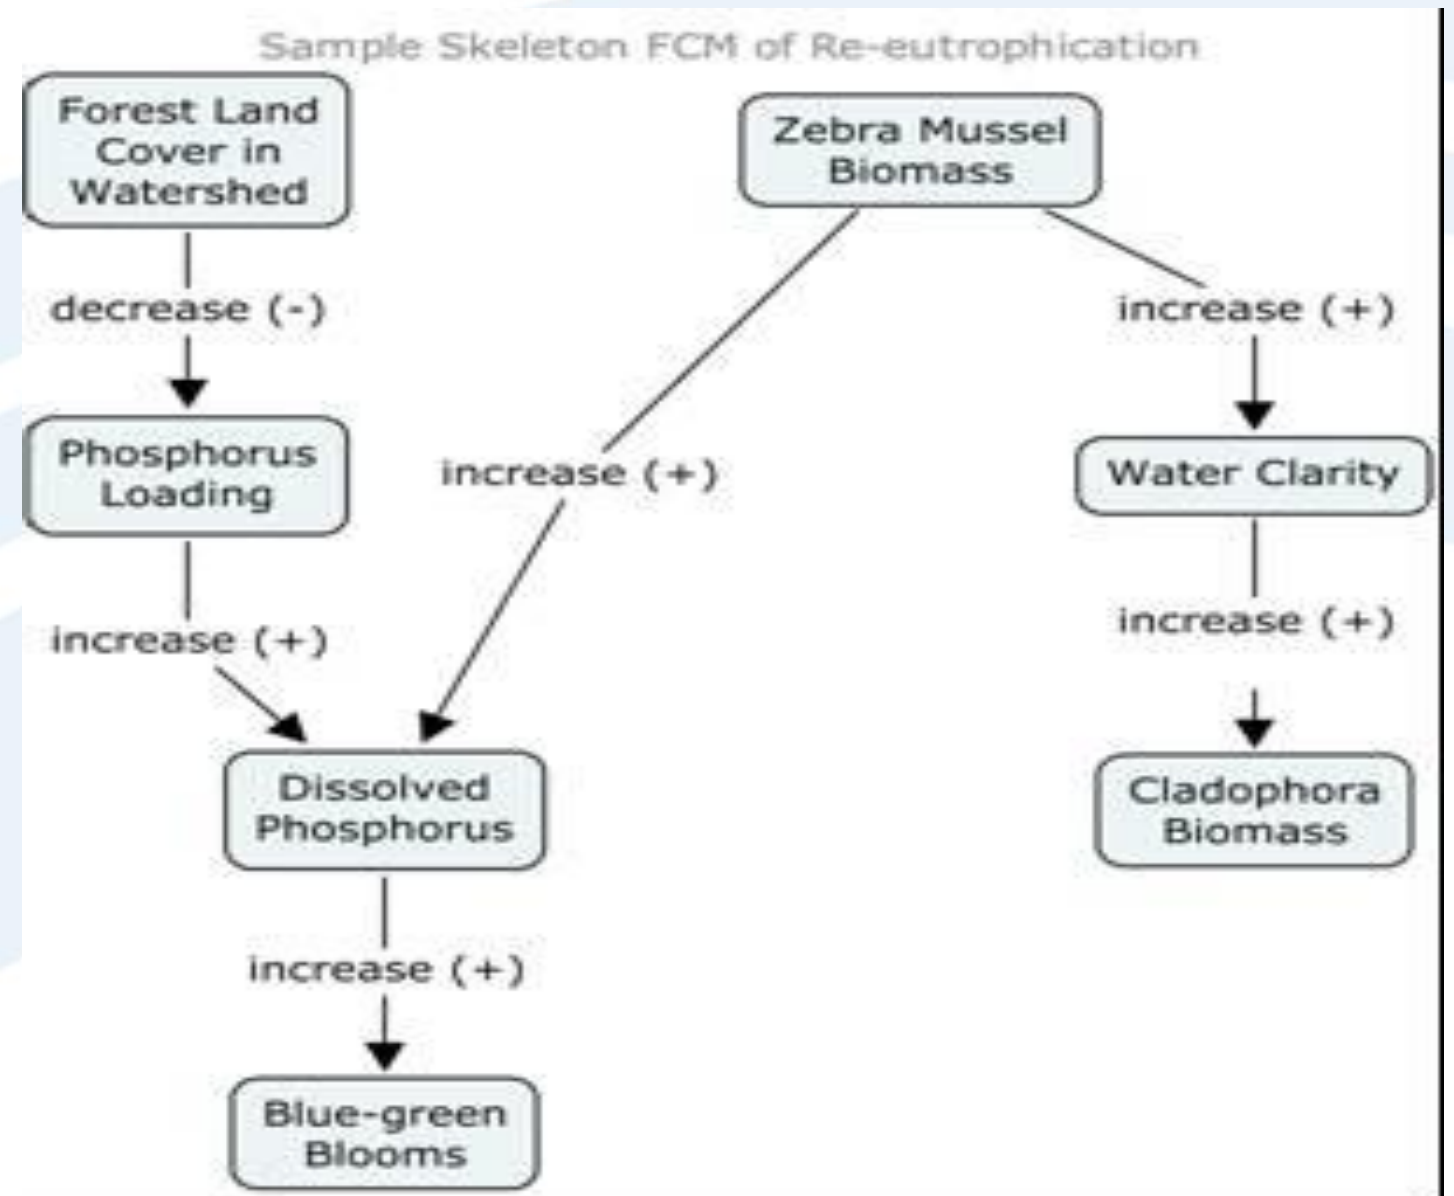 Sample Skeleton FCM of Re-eutrophication
Forest Land
Cover in
Watershed
Zebra Mussel
Biomass
decrease (-)
increase (+)
Phosphorus
Loading
increase (+)
Water Clarity
increase (+)
increase (+)
Dissolved
Phosphorus
Cladophora
Biomass
increase (+)
Blue-green
Blooms